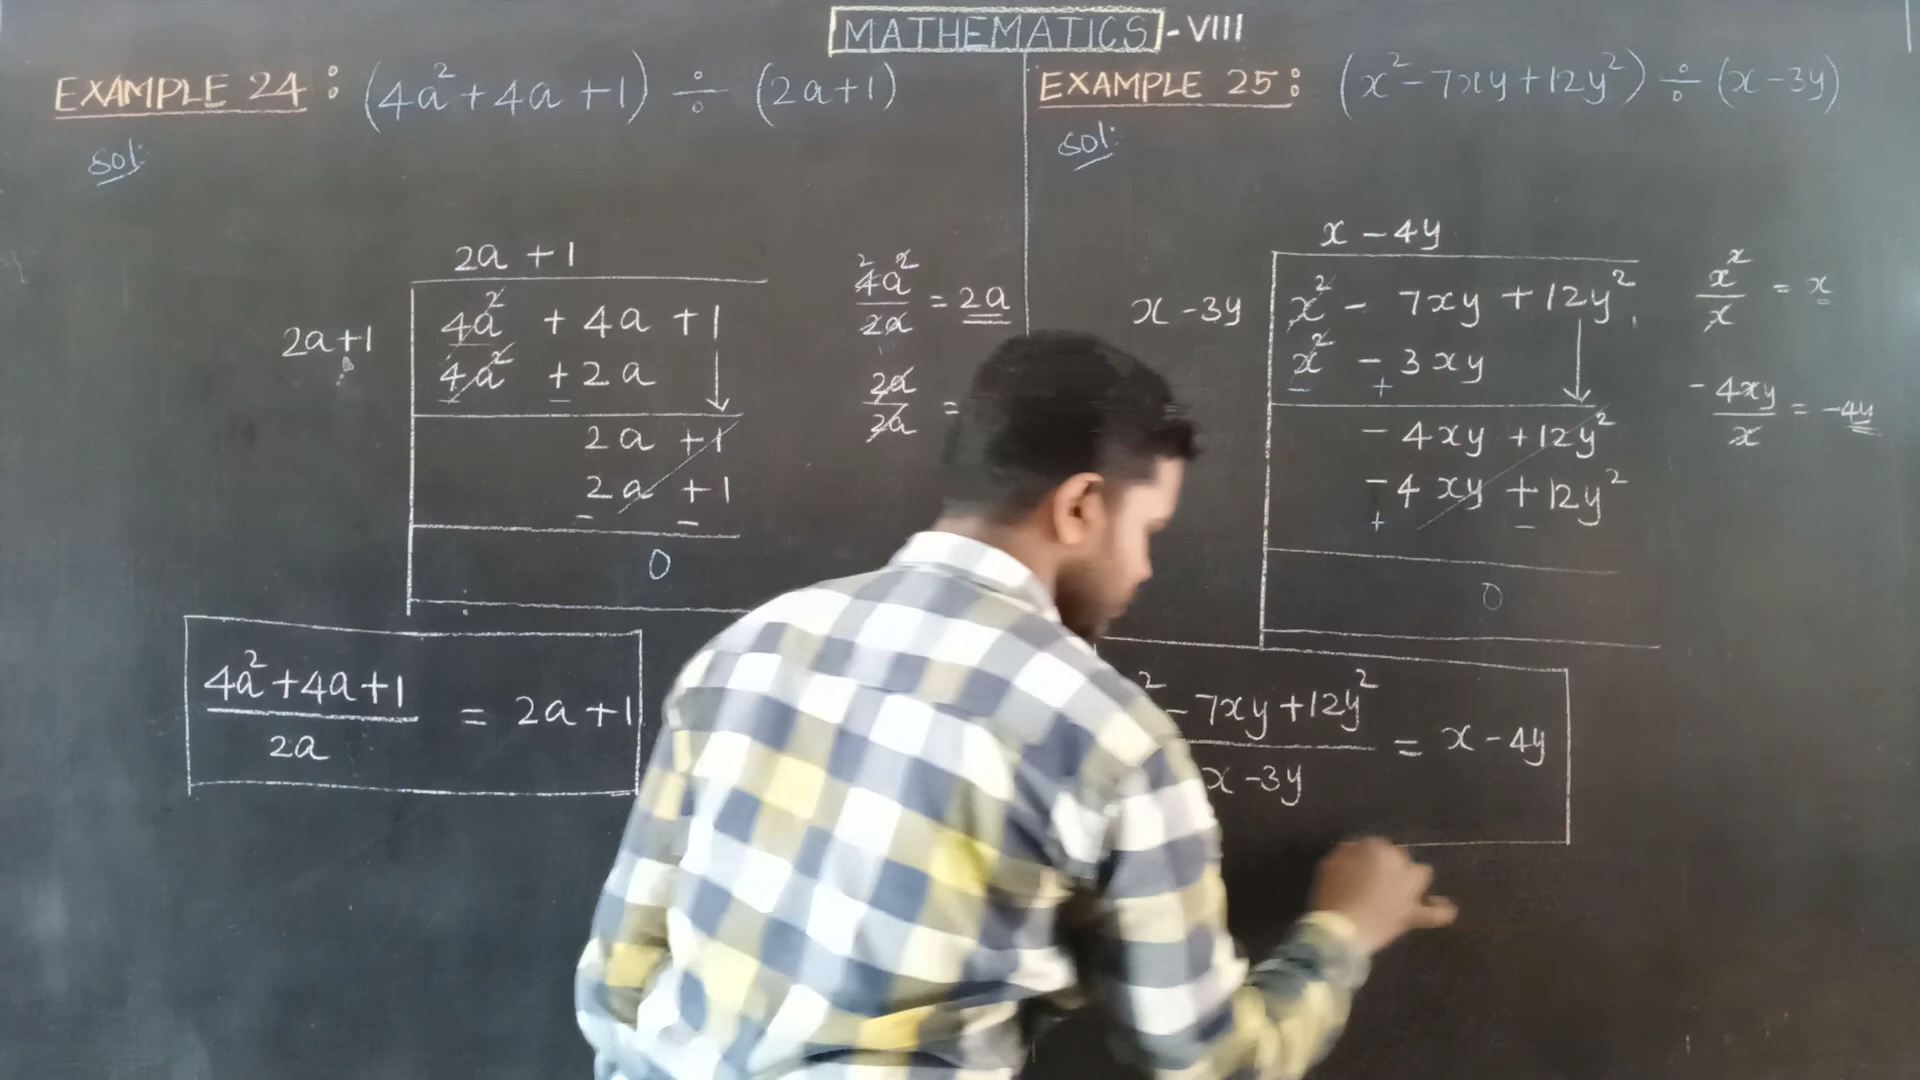 MATHEMATICS - VIII
EXAMPLE 24 : (4a² + 4a + 1) ÷ (2a+1)
Sol:
2a + 1
2a+1
4a² + 4a + 1
4a² + 2a
2a + 1
2a + 1
- -
0
4a²/2a = 2a
2
2a/2a =
4a²+4a+1 / 2a = 2a+1
EXAMPLE 25 : (x² - 7xy + 12y²) ÷ (x - 3y)
Sol:
x - 4y
x - 3y
x² - 7xy + 12y²
x² - 3xy
- +
- 4xy + 12y²
- 4xy + 12y²
+ -
0
x²/x = x
-4xy/x = -4y
² - 7xy + 12y² / x - 3y = x - 4y